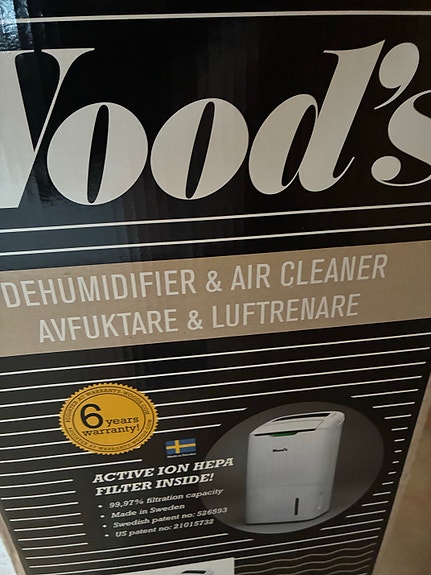 Wood's
DEHUMIDIFIER & AIR CLEANER
AVFUKTARE & LUFTRENARE
6 years
warranty!
ACTIVE ION HEPA
FILTER INSIDE!
• 99,97% filtration capacity
• Made in Sweden
• Swedish patent no: 526593
• US patent no: 21015732
Wood's